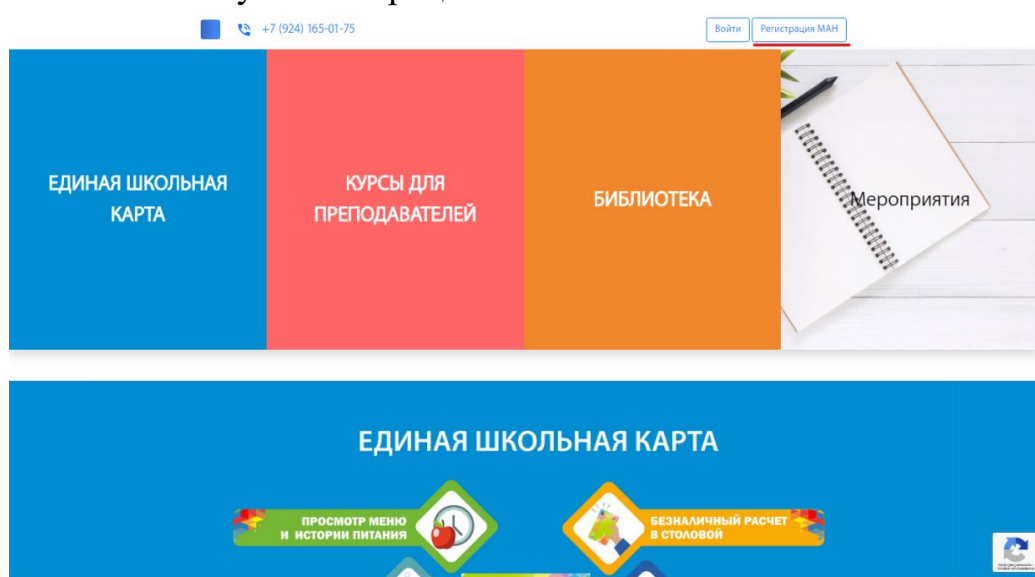 +7 (924) 165-01-75
Войти
Регистрация МАН
ЕДИНАЯ ШКОЛЬНАЯ
КАРТА
КУРСЫ ДЛЯ
ПРЕПОДАВАТЕЛЕЙ
БИБЛИОТЕКА
Мероприятия
ЕДИНАЯ ШКОЛЬНАЯ КАРТА
ПРОСМОТР МЕНЮ
И ИСТОРИИ ПИТАНИЯ
БЕЗНАЛИЧНЫЙ РАСЧЕТ
В СТОЛОВОЙ